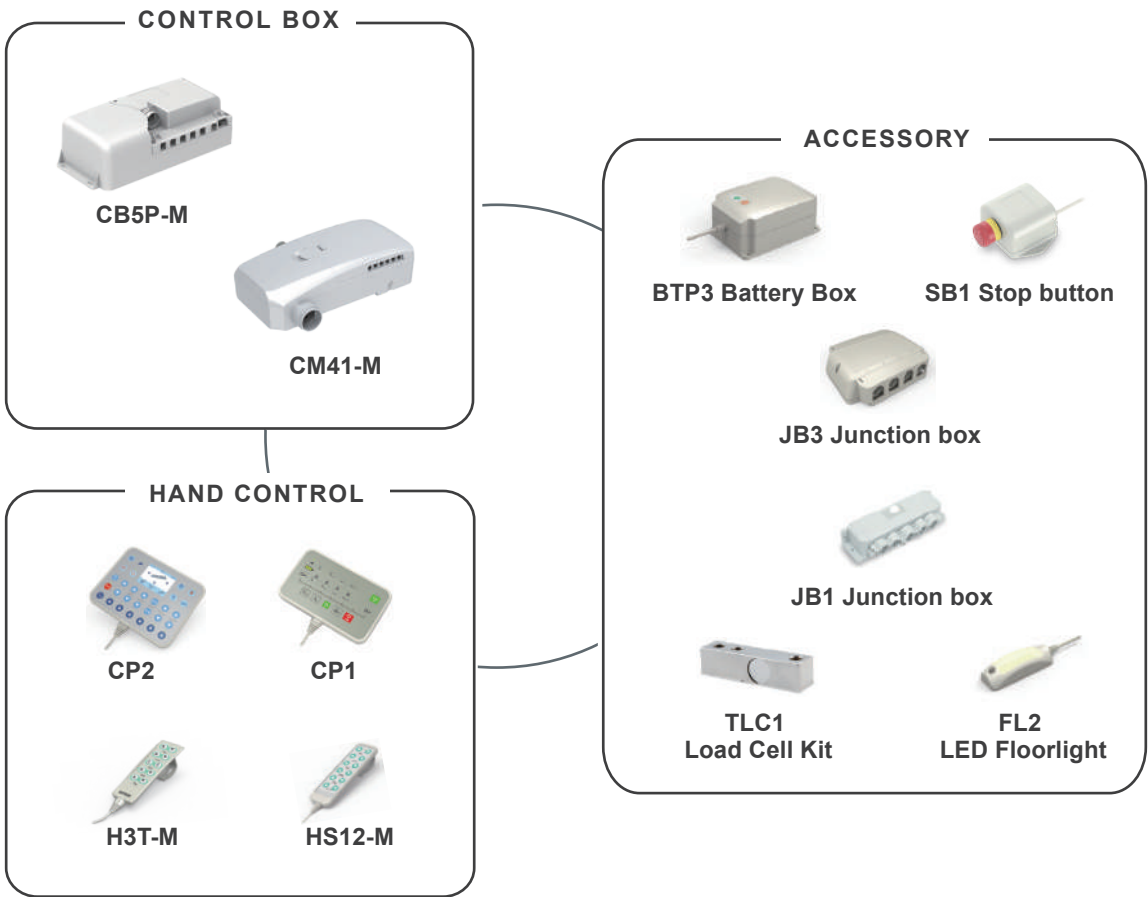 CONTROL BOX
CB5P-M
CM41-M
HAND CONTROL
CP2
CP1
H3T-M
HS12-M
ACCESSORY
BTP3 Battery Box
SB1 Stop button
JB3 Junction box
JB1 Junction box
TLC1
Load Cell Kit
FL2
LED Floorlight